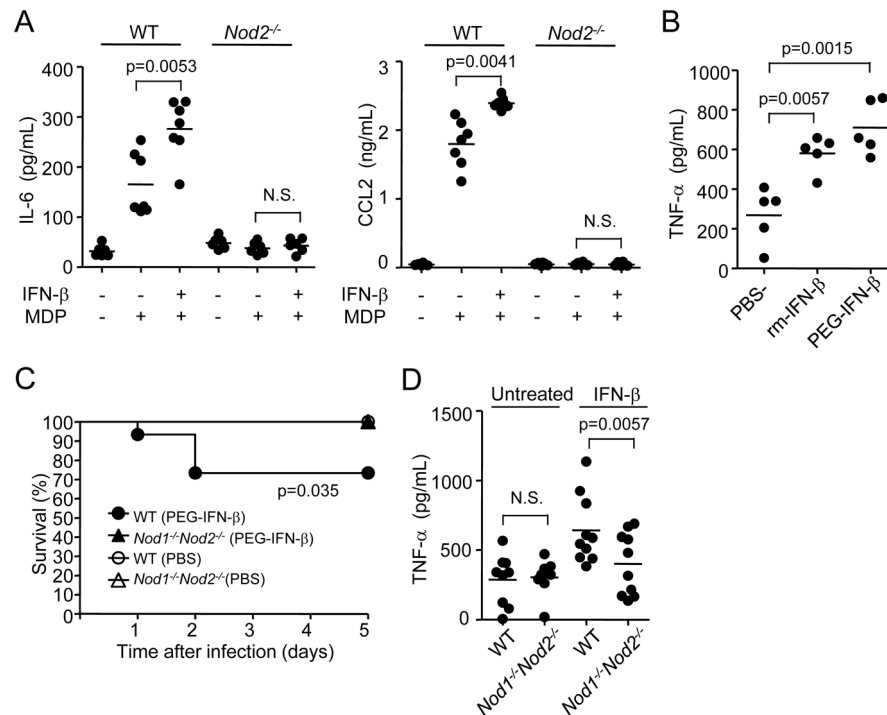 A
WT
Nod2-/-
p=0.0053
N.S.
IL-6 (pg/mL)
400
300
200
100
0
IFN-β - - + - - +
MDP - + + - + +
WT
Nod2-/-
p=0.0041
N.S.
CCL2 (ng/mL)
3
2
1
0
IFN-β - - + - - +
MDP - + + - + +
B
p=0.0015
p=0.0057
TNF-α (pg/mL)
1000
800
600
400
200
0
PBS-
rm-IFN-β
PEG-IFN-β
C
Survival (%)
100
90
80
70
60
50
40
30
20
10
0
p=0.035
WT (PEG-IFN-β)
Nod1-/-Nod2-/- (PEG-IFN-β)
WT (PBS)
Nod1-/-Nod2-/-(PBS)
1 2 3 4 5
Time after infection (days)
D
Untreated
IFN-β
p=0.0057
N.S.
TNF-α (pg/mL)
1500
1000
500
0
WT
Nod1-/-Nod2-/-
WT
Nod1-/-Nod2-/-